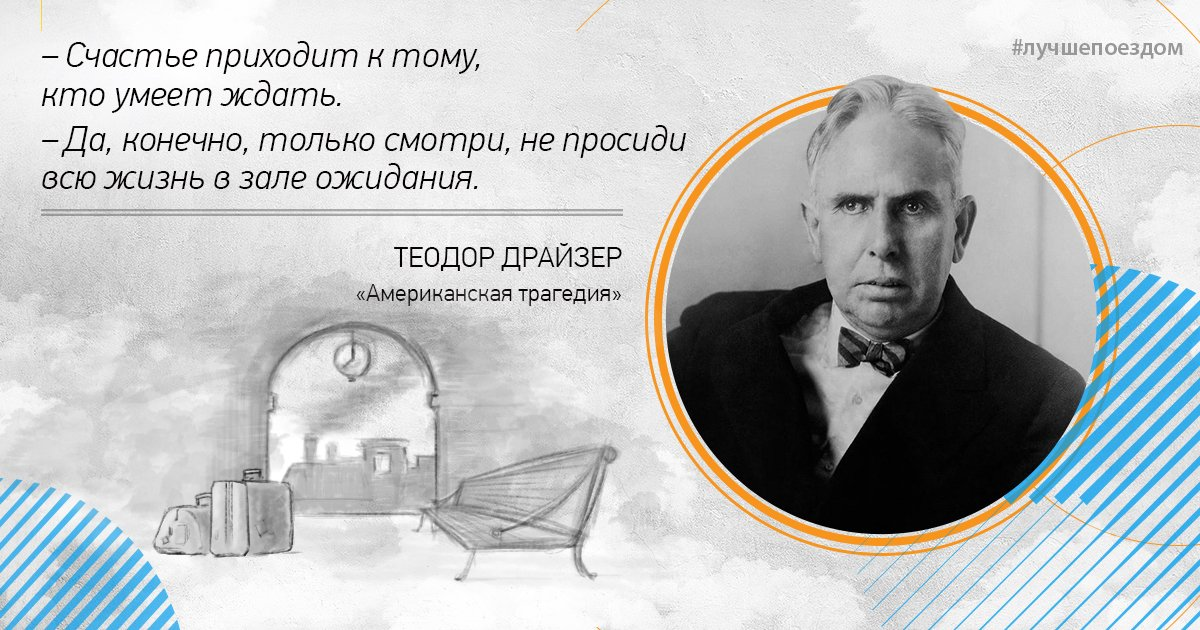 #лучшепоездом
– Счастье приходит к тому,
кто умеет ждать.
– Да, конечно, только смотри, не просиди
всю жизнь в зале ожидания.
ТЕОДОР ДРАЙЗЕР
«Американская трагедия»